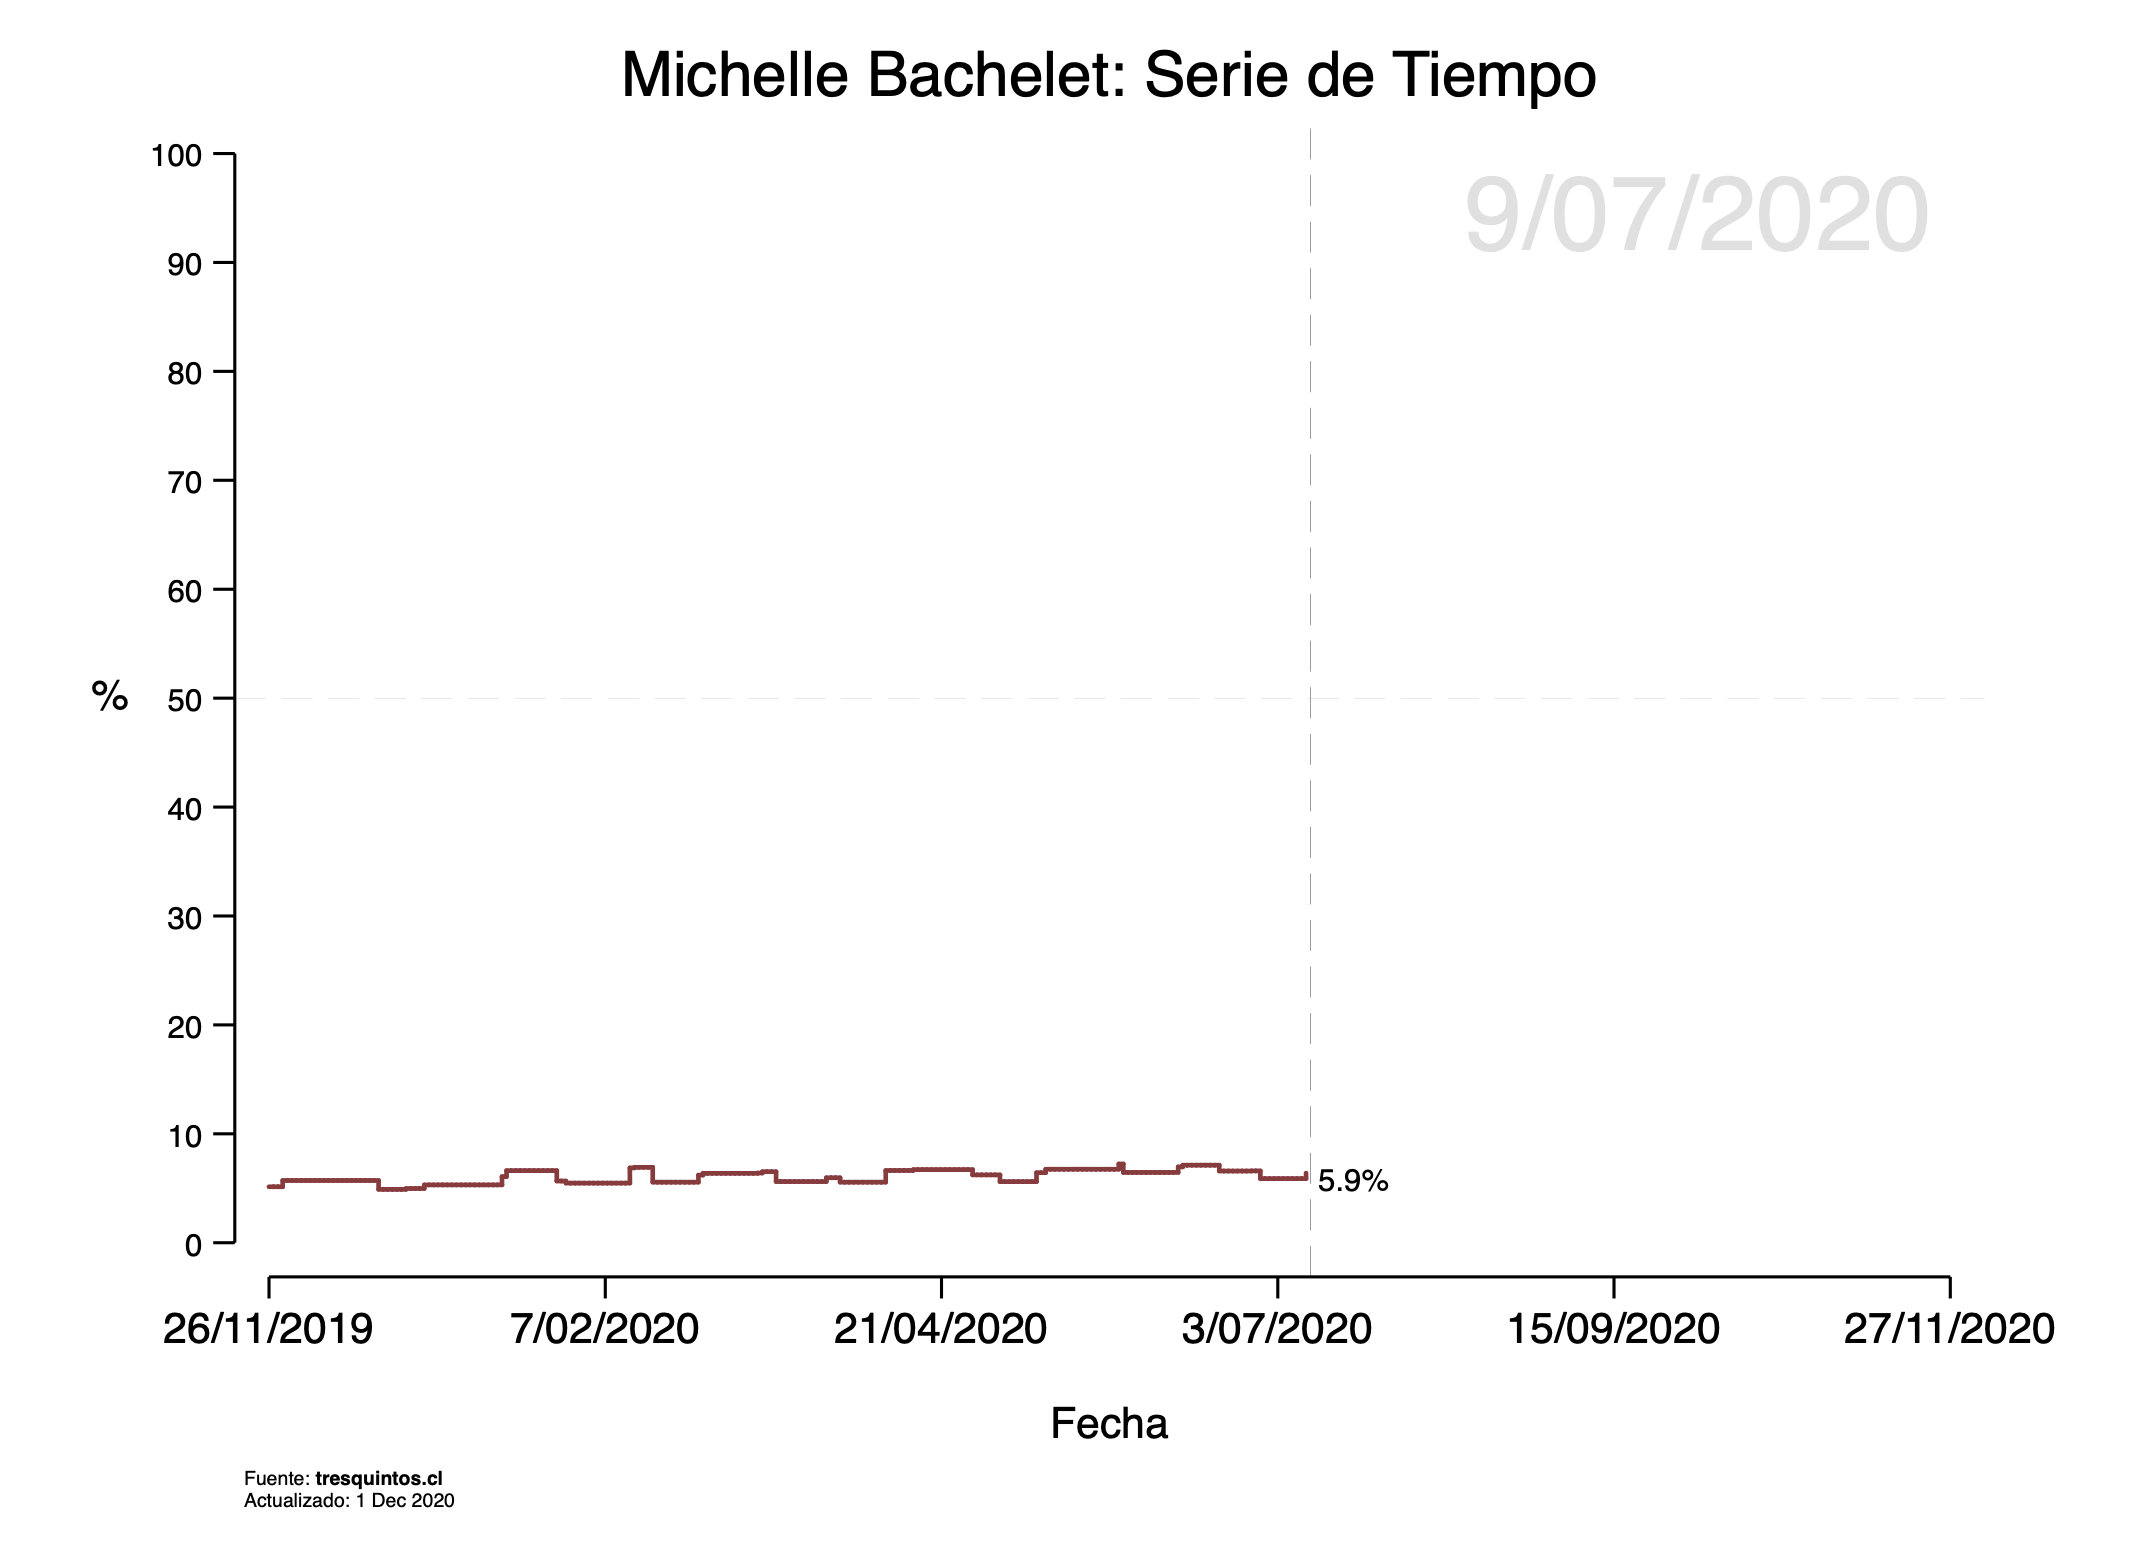 Michelle Bachelet: Serie de Tiempo
9/07/2020
100
90
80
70
60
50
40
30
20
10
0
%
5.9%
26/11/2019 7/02/2020 21/04/2020 3/07/2020 15/09/2020 27/11/2020
Fecha
Fuente: tresquintos.cl
Actualizado: 1 Dec 2020